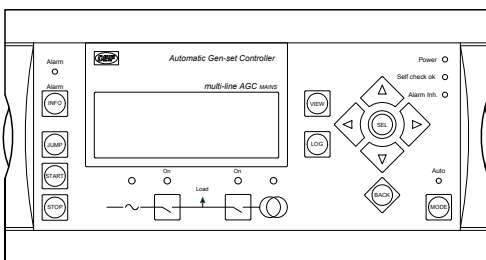 DEIF
Automatic Gen-set Controller
multi-line AGC MAINS
Alarm
Alarm
INFO
JUMP
START
STOP
VIEW
LOG
Power
Self check ok
Alarm Inh.
SEL
BACK
Auto
MODE
On
On
Load